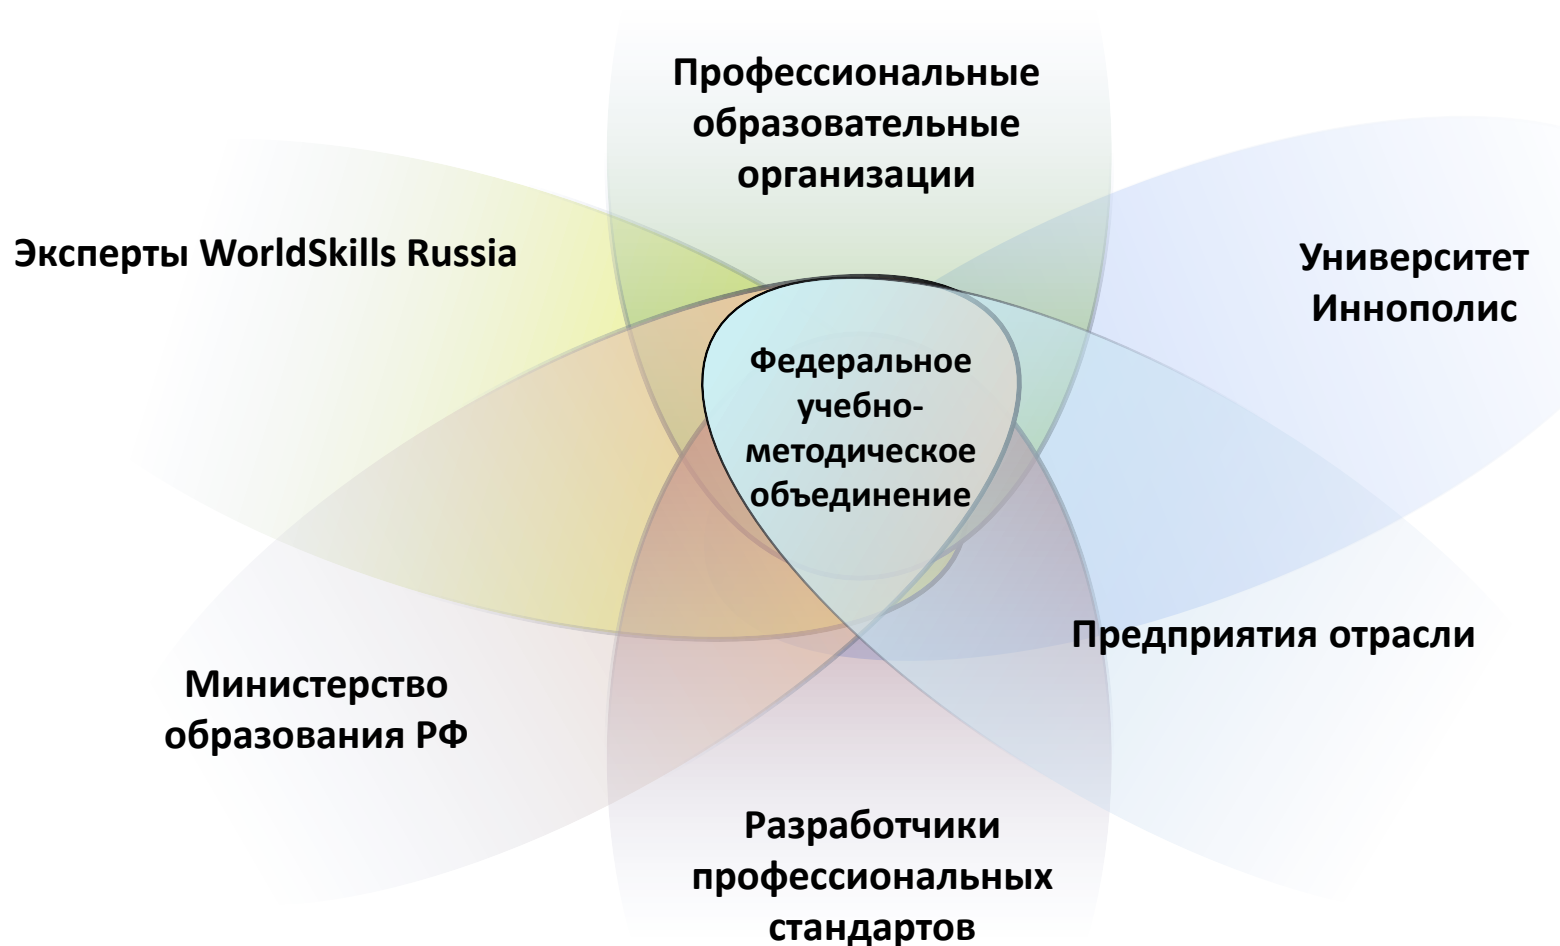 Профессиональные
образовательные
организации
Эксперты WorldSkills Russia
Университет
Иннополис
Федеральное
учебно-
методическое
объединение
Предприятия отрасли
Министерство
образования РФ
Разработчики
профессиональных
стандартов